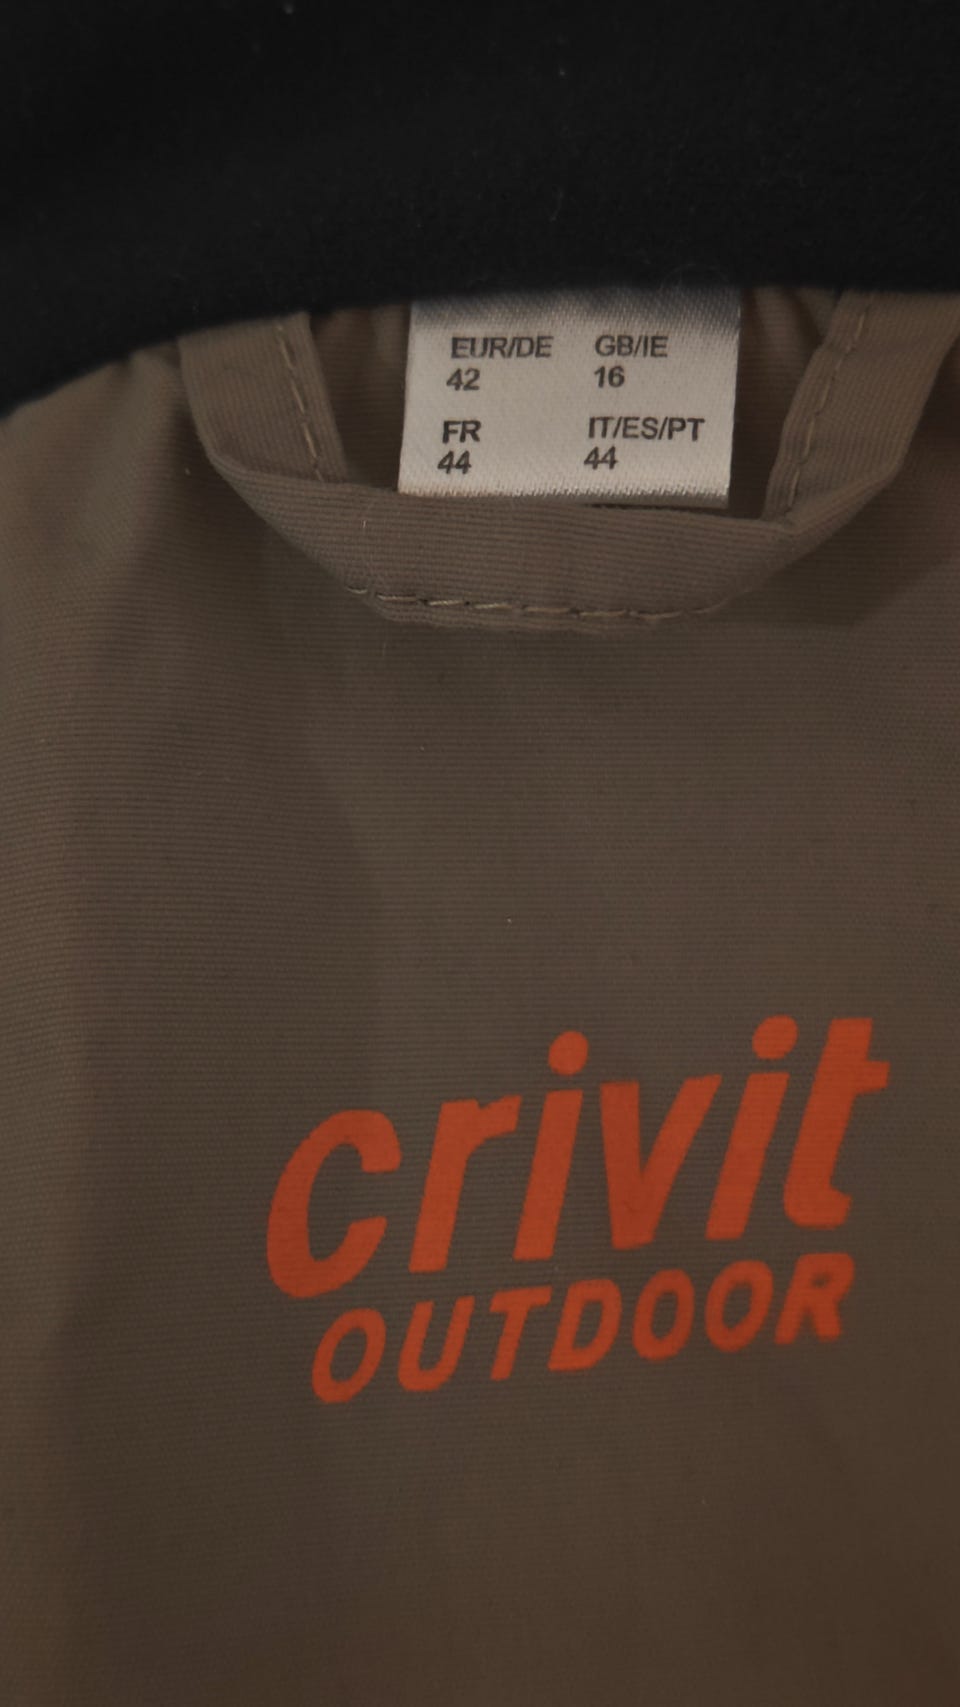 EUR/DE GB/IE
42 16
FR IT/ES/PT
44 44
crivit
OUTDOOR